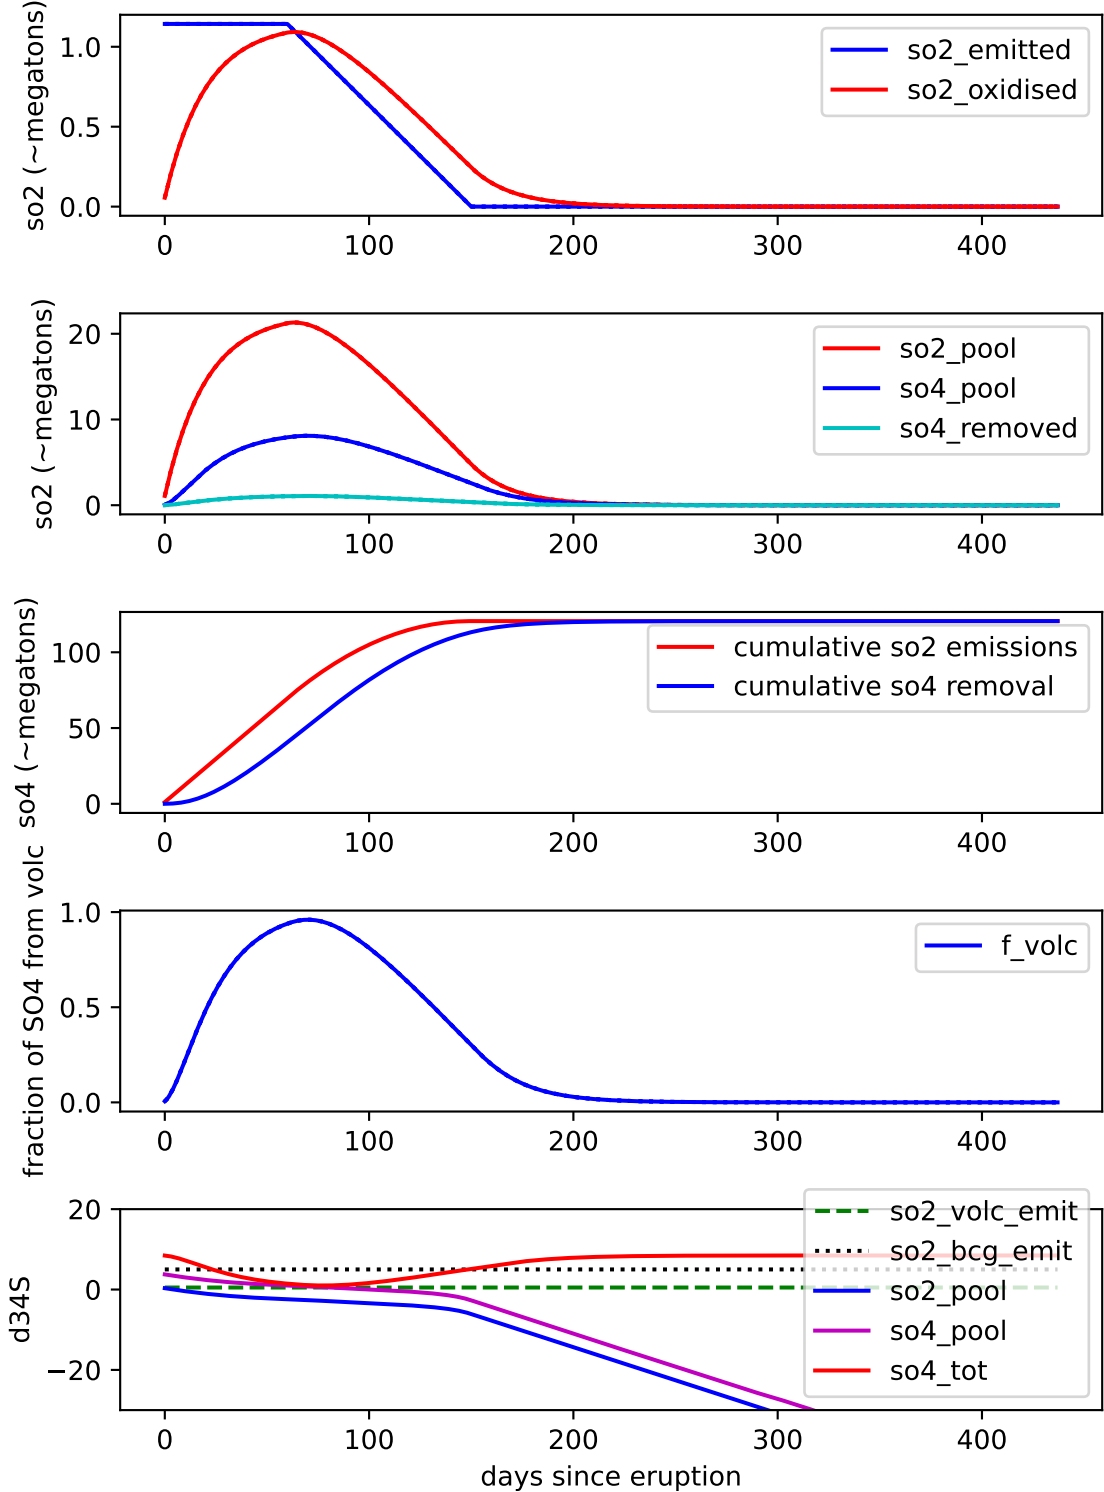 so2 (~megatons)
1.0
0.5
0.0
so2_emitted
so2_oxidised
0 100 200 300 400
so2 (~megatons)
20
10
0
so2_pool
so4_pool
so4_removed
0 100 200 300 400
so4 (~megatons)
100
50
0
cumulative so2 emissions
cumulative so4 removal
0 100 200 300 400
fraction of SO4 from volc
1.0
0.5
0.0
f_volc
0 100 200 300 400
d34S
20
0
−20
so2_volc_emit
so2_bcg_emit
so2_pool
so4_pool
so4_tot
0 100 200 300 400
days since eruption